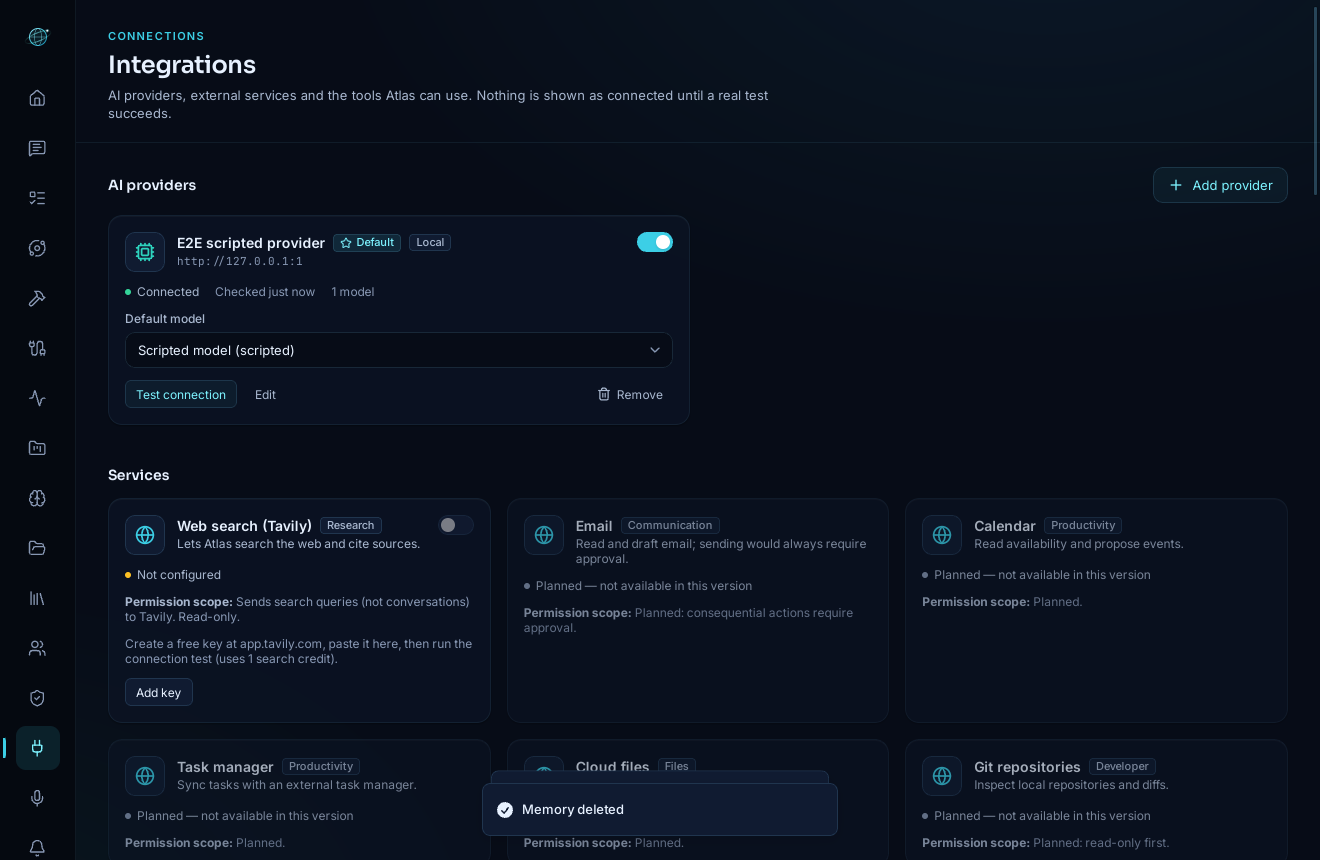 CONNECTIONS
Integrations
AI providers, external services and the tools Atlas can use. Nothing is shown as connected until a real test
succeeds.
AI providers
Add provider
E2E scripted provider Default Local
http://127.0.0.1:1
Connected Checked just now 1 model
Default model
Scripted model (scripted)
Test connection Edit Remove
Services
Web search (Tavily) Research
Lets Atlas search the web and cite sources.
Not configured
Permission scope: Sends search queries (not conversations)
to Tavily. Read-only.
Create a free key at app.tavily.com, paste it here, then run the
connection test (uses 1 search credit).
Add key
Email Communication
Read and draft email; sending would always require
approval.
Planned — not available in this version
Permission scope: Planned: consequential actions require
approval.
Calendar Productivity
Read availability and propose events.
Planned — not available in this version
Permission scope: Planned.
Task manager Productivity
Sync tasks with an external task manager.
Planned — not available in this version
Permission scope: Planned.
Cloud files Files
Permission scope: Planned.
Git repositories Developer
Inspect local repositories and diffs.
Planned — not available in this version
Permission scope: Planned: read-only first.
Memory deleted